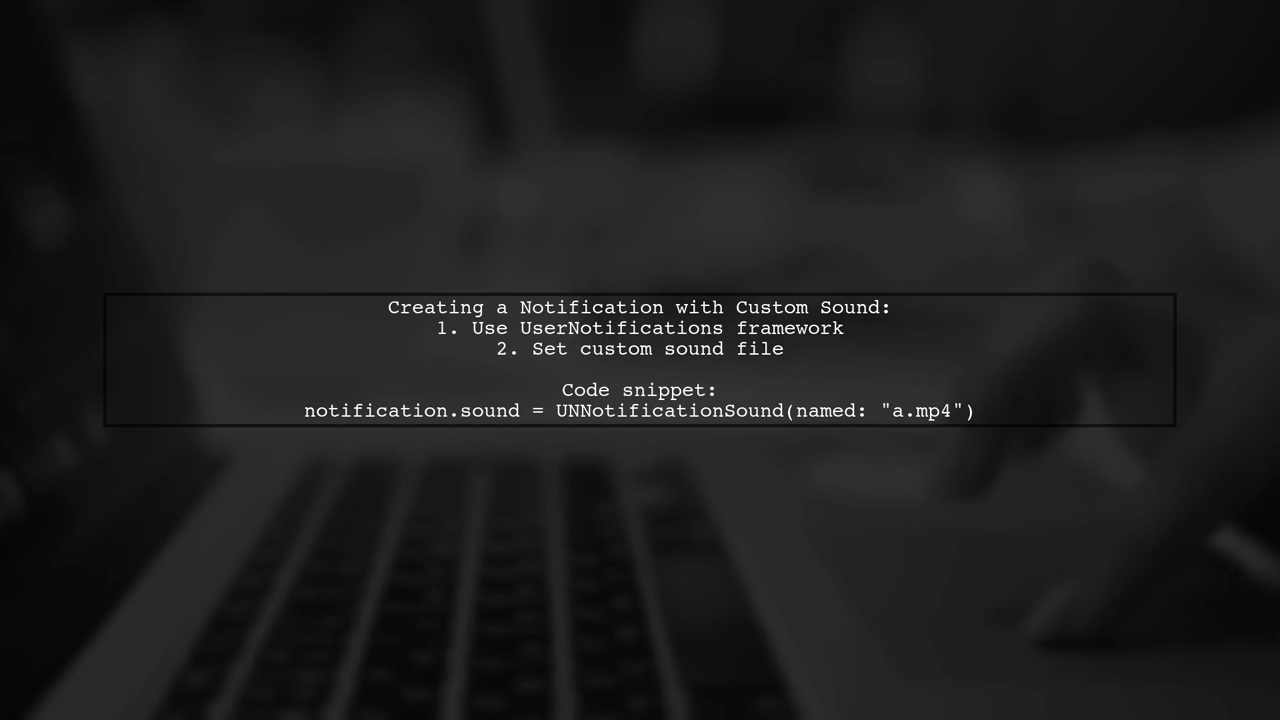 Creating a Notification with Custom Sound:
1. Use UserNotifications framework
2. Set custom sound file
Code snippet:
notification.sound = UNNotificationSound(named: "a.mp4")